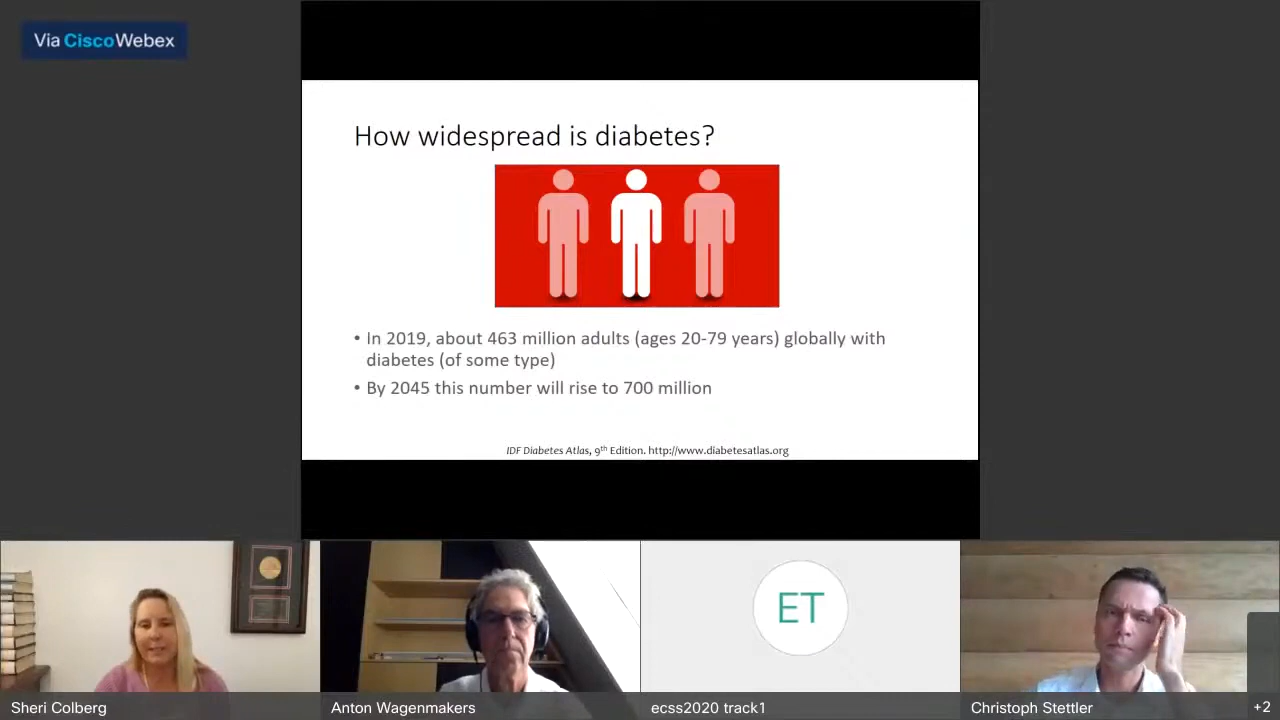 Via Cisco Webex
How widespread is diabetes?
• In 2019, about 463 million adults (ages 20-79 years) globally with
diabetes (of some type)
• By 2045 this number will rise to 700 million
IDF Diabetes Atlas, 9th Edition. http://www.diabetesatlas.org
ET
Sheri Colberg
Anton Wagenmakers
ecss2020 track1
Christoph Stettler
+2